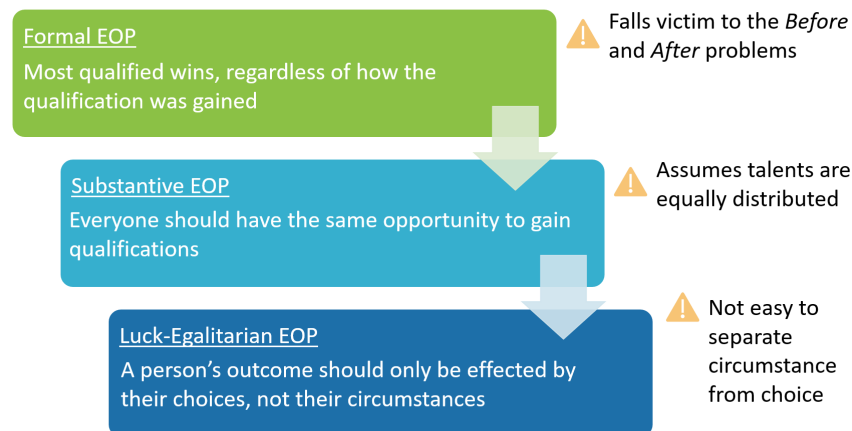 Formal EOP
Most qualified wins, regardless of how the
qualification was gained
Falls victim to the Before
and After problems
Substantive EOP
Everyone should have the same opportunity to gain
qualifications
Assumes talents are
equally distributed
Luck-Egalitarian EOP
A person's outcome should only be effected by
their choices, not their circumstances
Not easy to
separate
circumstance
from choice